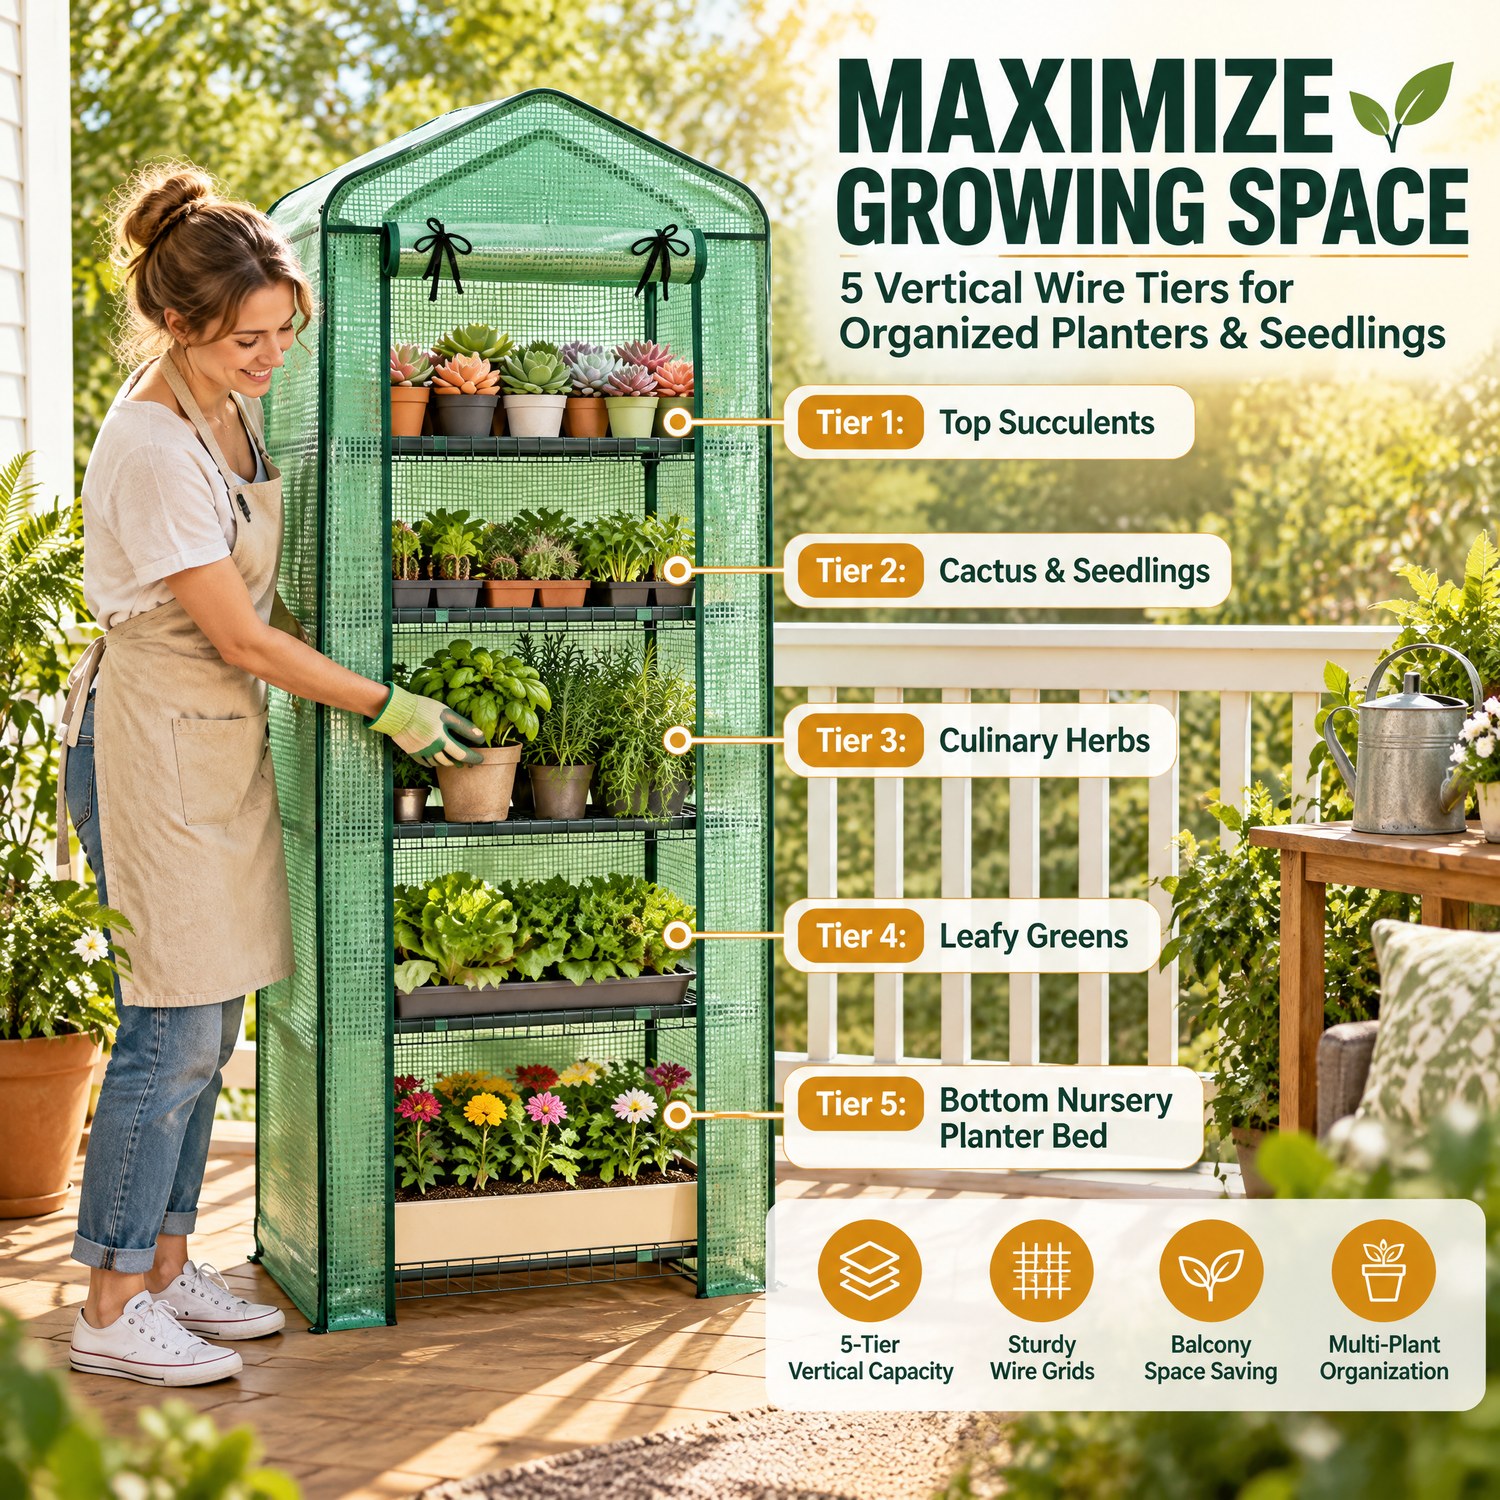 MAXIMIZE
GROWING SPACE
5 Vertical Wire Tiers for
Organized Planters & Seedlings
Tier 1: Top Succulents
Tier 2: Cactus & Seedlings
Tier 3: Culinary Herbs
Tier 4: Leafy Greens
Tier 5: Bottom Nursery
Planter Bed
5-Tier
Vertical Capacity
Sturdy
Wire Grids
Balcony
Space Saving
Multi-Plant
Organization